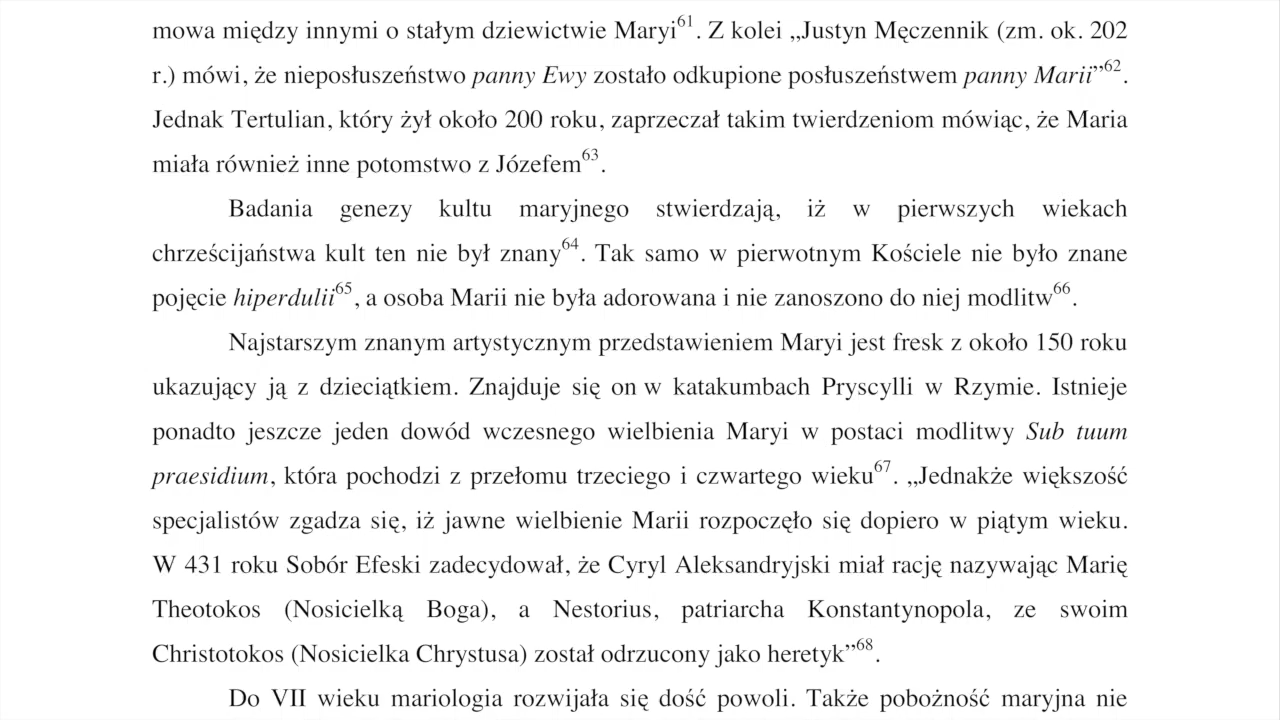 mowa między innymi o stałym dziewictwie Maryi61. Z kolei „Justyn Męczennik (zm. ok. 202
r.) mówi, że nieposłuszeństwo panny Ewy zostało odkupione posłuszeństwem panny Marii”62.
Jednak Tertulian, który żył około 200 roku, zaprzeczał takim twierdzeniom mówiąc, że Maria
miała również inne potomstwo z Józefem63.
Badania genezy kultu maryjnego stwierdzają, iż w pierwszych wiekach
chrześcijaństwa kult ten nie był znany64. Tak samo w pierwotnym Kościele nie było znane
pojęcie hiperdulii65, a osoba Marii nie była adorowana i nie zanoszono do niej modlitw66.
Najstarszym znanym artystycznym przedstawieniem Maryi jest fresk z około 150 roku
ukazujący ją z dzieciątkiem. Znajduje się on w katakumbach Pryscylli w Rzymie. Istnieje
ponadto jeszcze jeden dowód wczesnego wielbienia Maryi w postaci modlitwy Sub tuum
praesidium, która pochodzi z przełomu trzeciego i czwartego wieku67. „Jednakże większość
specjalistów zgadza się, iż jawne wielbienie Marii rozpoczęło się dopiero w piątym wieku.
W 431 roku Sobór Efeski zadecydował, że Cyryl Aleksandryjski miał rację nazywając Marię
Theotokos (Nosicielką Boga), a Nestorius, patriarcha Konstantynopola, ze swoim
Christotokos (Nosicielka Chrystusa) został odrzucony jako heretyk”68.
Do VII wieku mariologia rozwijała się dość powoli. Także pobożność maryjna nie